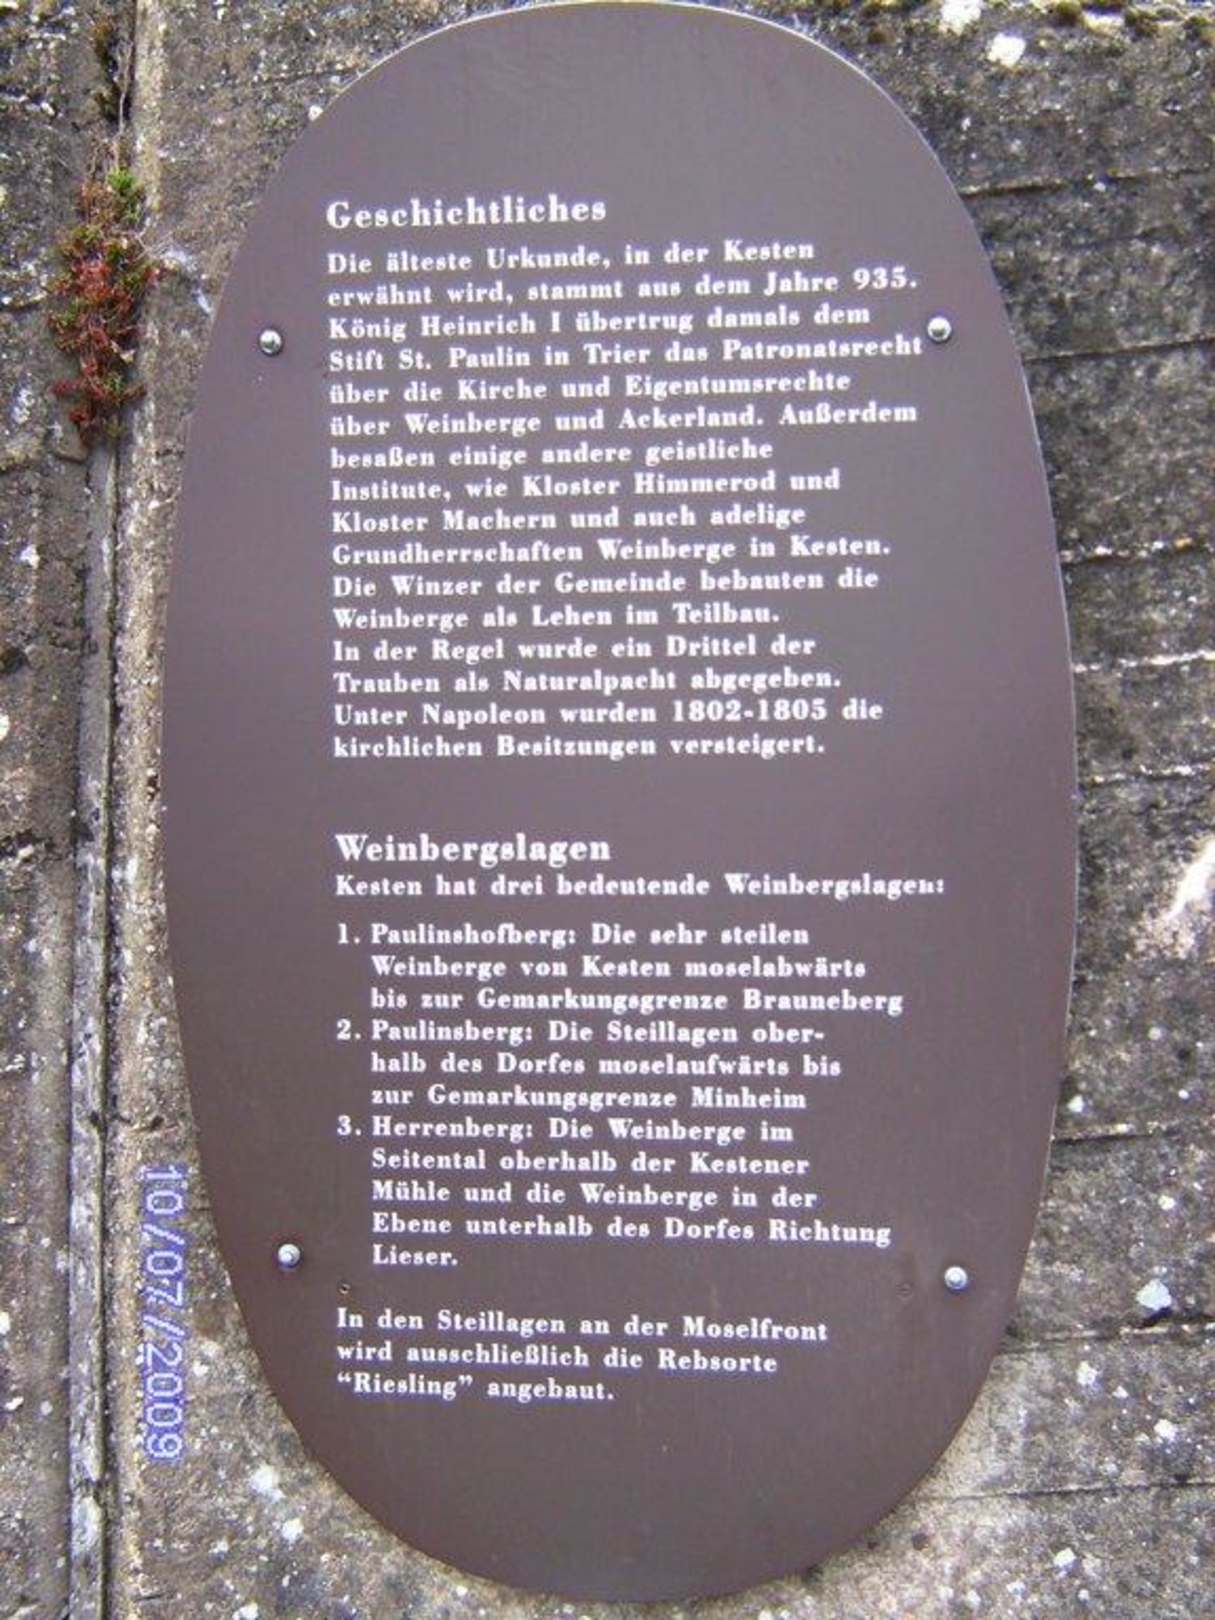 Geschichtliches
Die älteste Urkunde, in der Kesten
erwähnt wird, stammt aus dem Jahre 935.
König Heinrich I übertrug damals dem
Stift St. Paulin in Trier das Patronatsrecht
über die Kirche und Eigentumsrechte
über Weinberge und Ackerland. Außerdem
besaßen einige andere geistliche
Institute, wie Kloster Himmerod und
Kloster Machern und auch adelige
Grundherrschaften Weinberge in Kesten.
Die Winzer der Gemeinde bebauten die
Weinberge als Lehen im Teilbau.
In der Regel wurde ein Drittel der
Trauben als Naturalpacht abgegeben.
Unter Napoleon wurden 1802-1805 die
kirchlichen Besitzungen versteigert.
Weinbergslagen
Kesten hat drei bedeutende Weinbergslagen:
1. Paulinshofberg: Die sehr steilen
Weinberge von Kesten moselabwärts
bis zur Gemarkungsgrenze Brauneberg
2. Paulinsberg: Die Steillagen ober-
halb des Dorfes moselaufwärts bis
zur Gemarkungsgrenze Minheim
3. Herrenberg: Die Weinberge im
Seitental oberhalb der Kestener
Mühle und die Weinberge in der
Ebene unterhalb des Dorfes Richtung
Lieser.
In den Steillagen an der Moselfront
wird ausschließlich die Rebsorte
“Riesling” angebaut.
10/07/2009